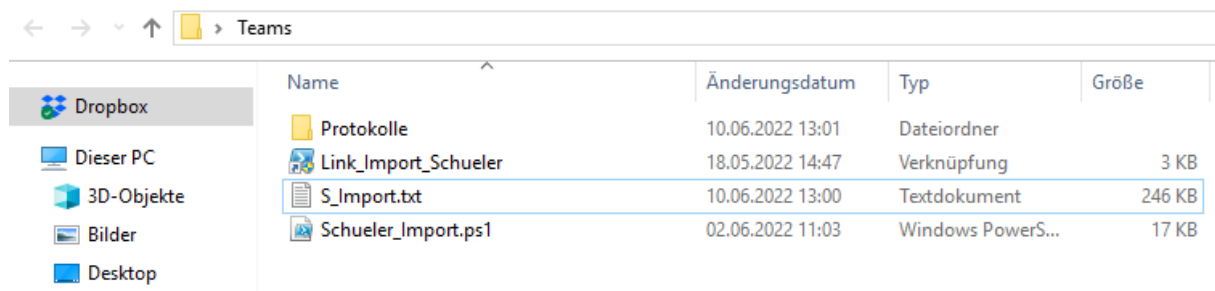 Teams
Name Änderungsdatum Typ Größe
Dropbox
Protokolle 10.06.2022 13:01 Dateiordner
Dieser PC
Link_Import_Schueler 18.05.2022 14:47 Verknüpfung 3 KB
3D-Objekte
S_Import.txt 10.06.2022 13:00 Textdokument 246 KB
Bilder
Schueler_Import.ps1 02.06.2022 11:03 Windows PowerS... 17 KB
Desktop